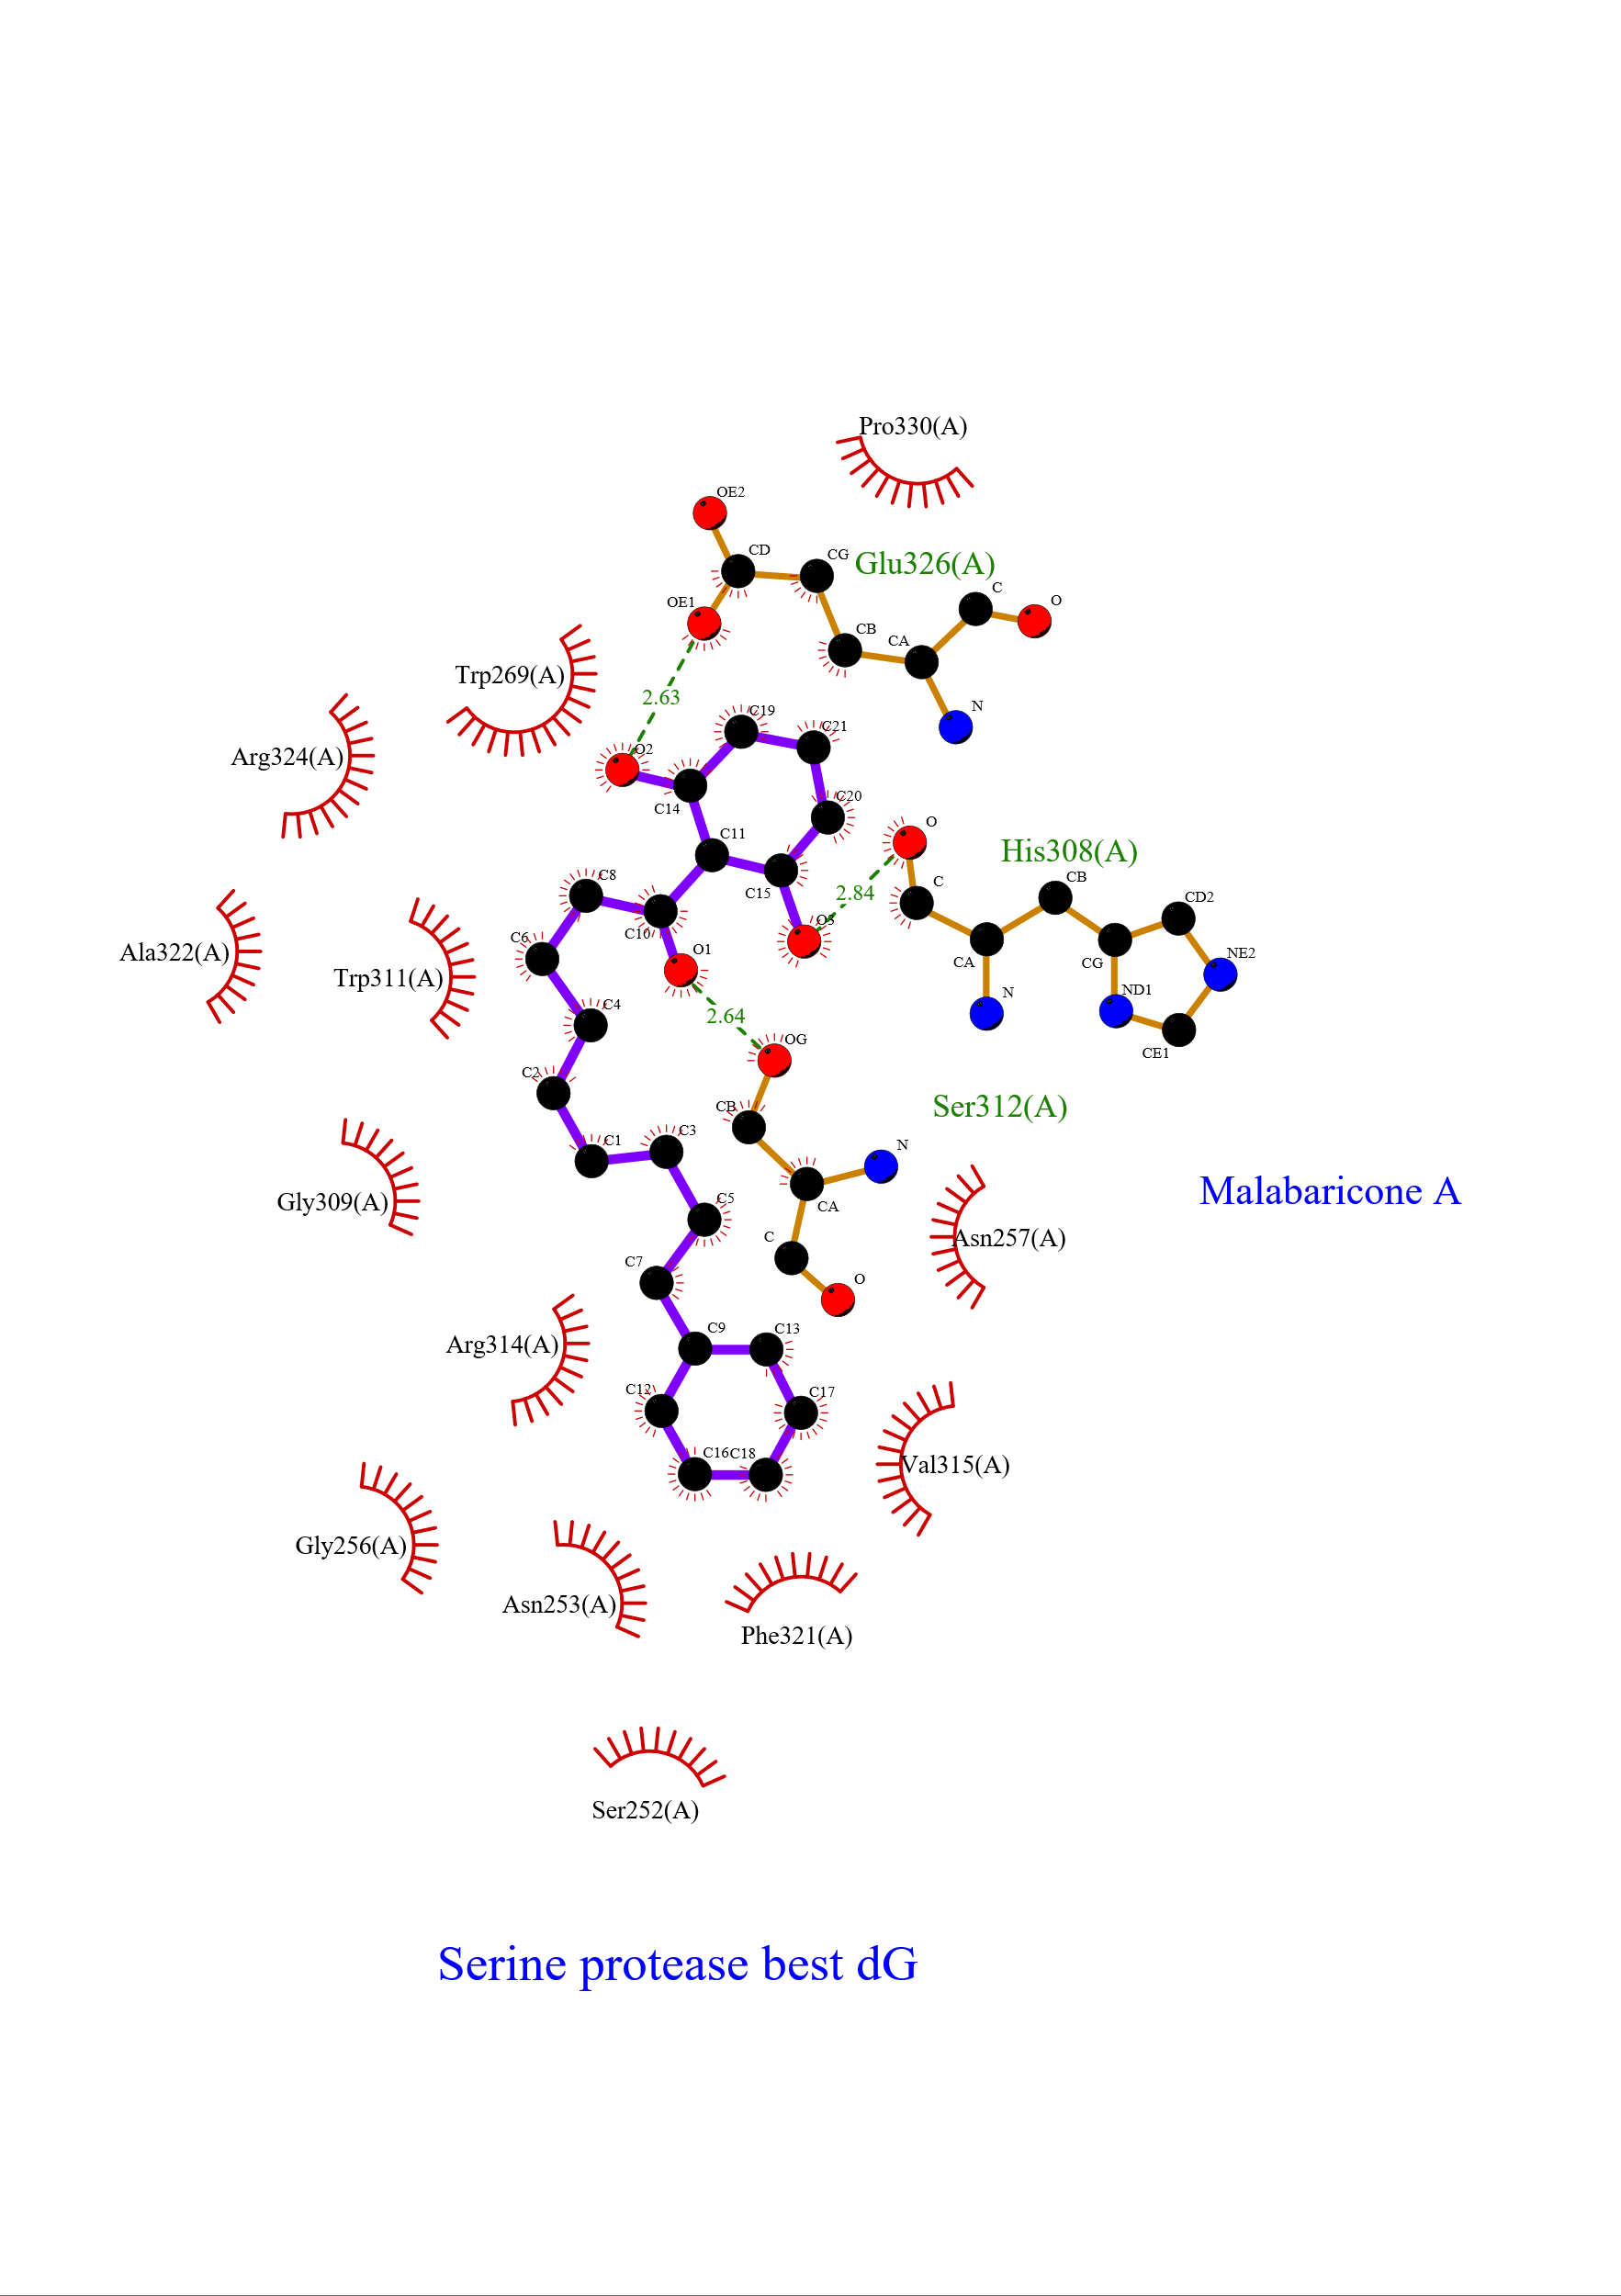 Pro330(A)
OE2
CD
CG
Glu326(A)
C
O
OE1
CB
CA
N
Trp269(A)
2.63
C19
C21
Arg324(A)
O2
C14
C20
C11
O
His308(A)
C15
2.84
C8
C
CB
CD2
C10
O3
C6
O1
Ala322(A)
Trp311(A)
CA
CG
NE2
N
ND1
C4
2.64
CE1
OG
C2
CB
Ser312(A)
C1
C3
N
Malabaricone A
Gly309(A)
C5
CA
C
Asn257(A)
C7
O
Arg314(A)
C9
C13
C12
C17
C16
C18
Val315(A)
Gly256(A)
Asn253(A)
Phe321(A)
Ser252(A)
Serine protease best dG